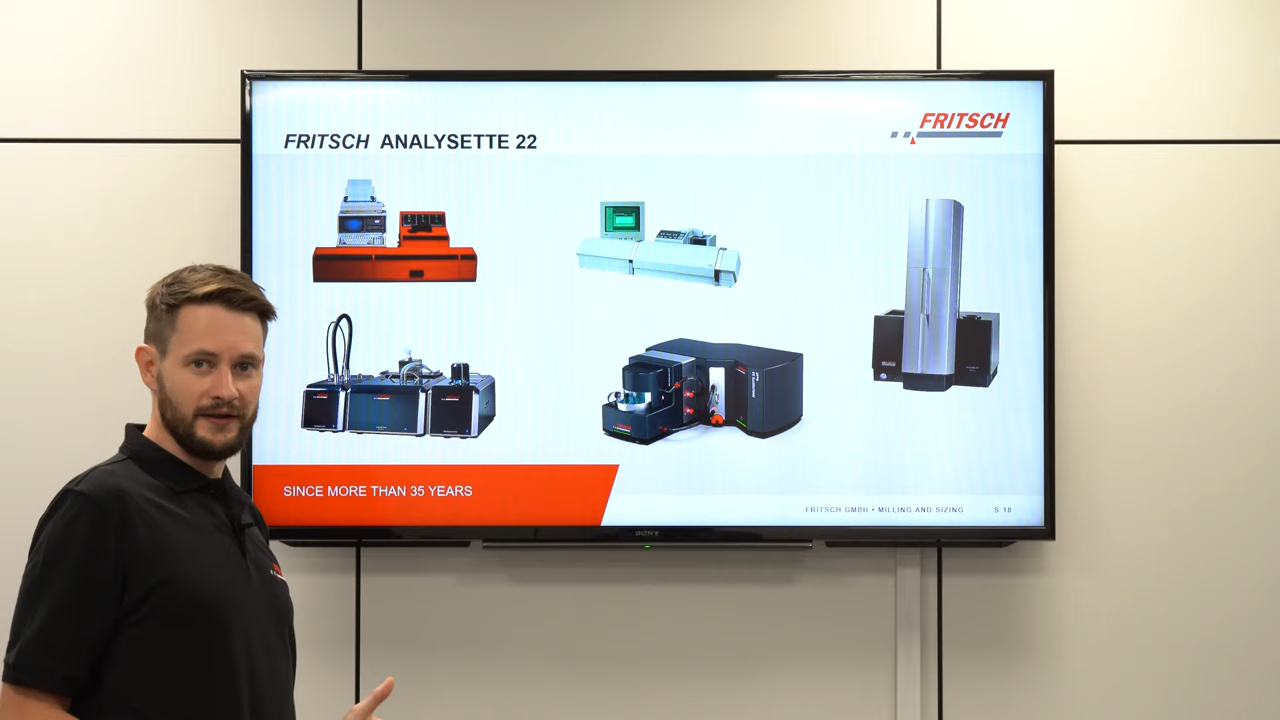 FRITSCH ANALYSETTE 22
FRITSCH
SINCE MORE THAN 35 YEARS
FRITSCH GMBH • MILLING AND SIZING S 18
SONY